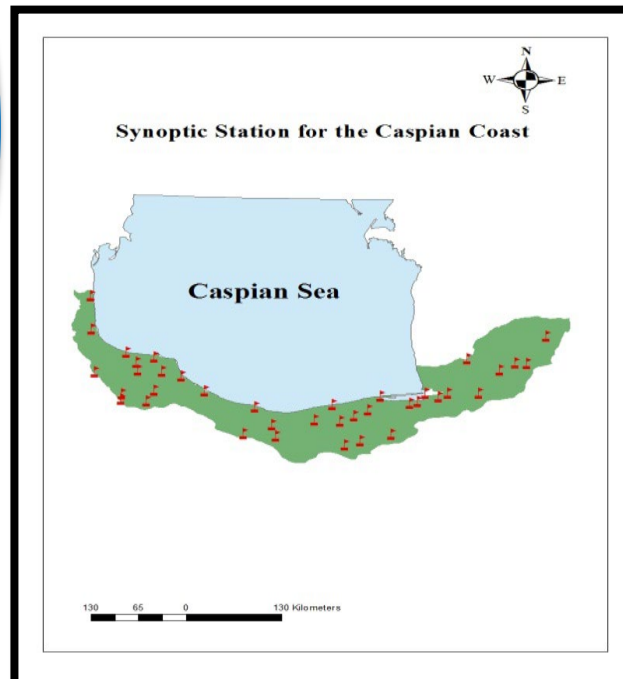 N
W E
S
Synoptic Station for the Caspian Coast
Caspian Sea
130 65 0 130 Kilometers